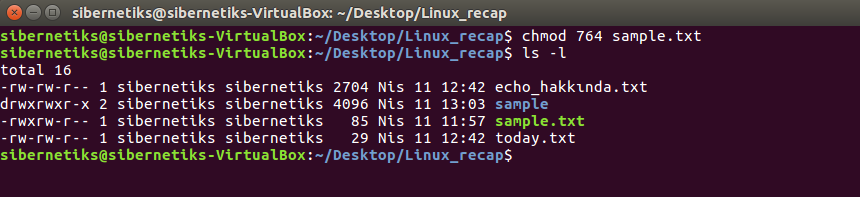 sibernetiks@sibernetiks-VirtualBox: ~/Desktop/Linux_recap
sibernetiks@sibernetiks-VirtualBox:~/Desktop/Linux_recap$ chmod 764 sample.txt
sibernetiks@sibernetiks-VirtualBox:~/Desktop/Linux_recap$ ls -l
total 16
-rw-rw-r-- 1 sibernetiks sibernetiks 2704 Nis 11 12:42 echo_hakkında.txt
drwxrwxr-x 2 sibernetiks sibernetiks 4096 Nis 11 13:03 sample
-rwxrw-r-- 1 sibernetiks sibernetiks   85 Nis 11 11:57 sample.txt
-rw-rw-r-- 1 sibernetiks sibernetiks   29 Nis 11 12:42 today.txt
sibernetiks@sibernetiks-VirtualBox:~/Desktop/Linux_recap$